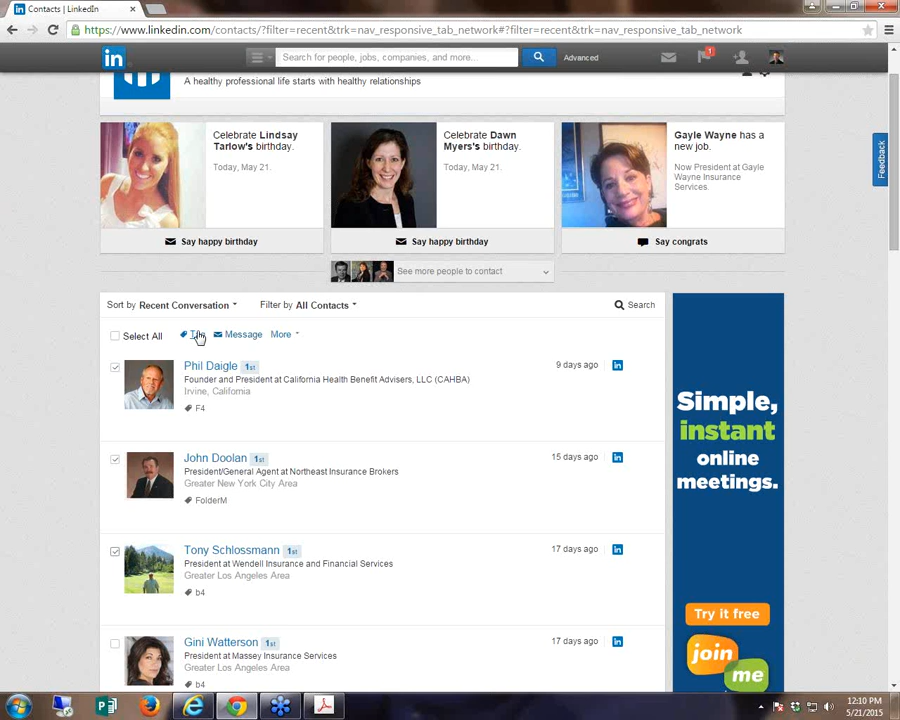 Contacts | LinkedIn
https://www.linkedin.com/contacts/?filter=recent&trk=nav_responsive_tab_network#?filter=recent&trk=nav_responsive_tab_network
in
Search for people, jobs, companies, and more...
Advanced
1
A healthy professional life starts with healthy relationships
Feedback
Celebrate Lindsay
Tarlow's birthday.
Today, May 21.
Say happy birthday
Celebrate Dawn
Myers's birthday.
Today, May 21.
Say happy birthday
Gayle Wayne has a
new job.
Now President at Gayle
Wayne Insurance
Services.
Say congrats
See more people to contact
Sort by Recent Conversation
Filter by All Contacts
Search
Select All
Message
More
Phil Daigle 1st
9 days ago
in
Founder and President at California Health Benefit Advisers, LLC (CAHBA)
Irvine, California
F4
John Doolan 1st
15 days ago
in
President/General Agent at Northeast Insurance Brokers
Greater New York City Area
FolderM
Tony Schlossmann 1st
17 days ago
in
President at Wendell Insurance and Financial Services
Greater Los Angeles Area
b4
Gini Watterson 1st
17 days ago
in
President at Massey Insurance Services
Greater Los Angeles Area
b4
Simple,
instant
online
meetings.
Try it free
join
me
12:10 PM
5/21/2015